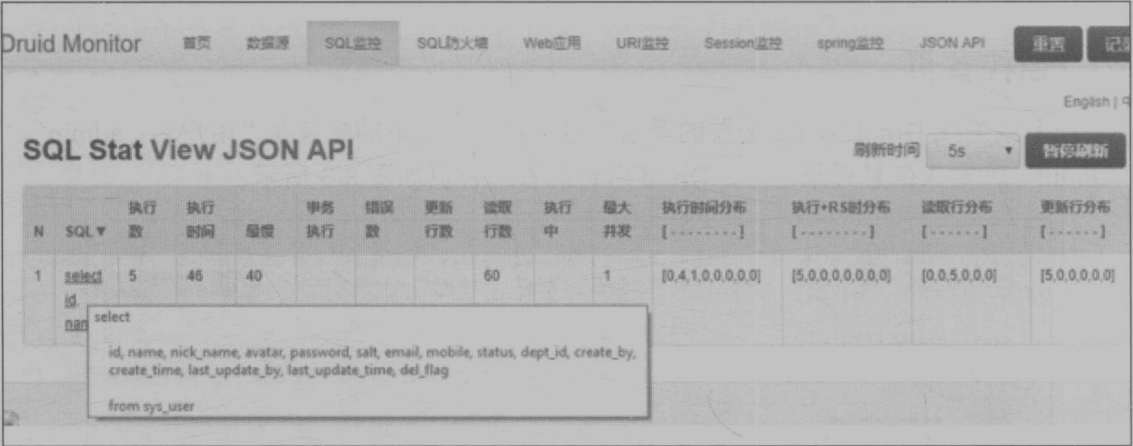 Druid Monitor 首页 数据源 SQL监控 SQL防火墙 Web应用 URI监控 Session监控 spring监控 JSON API 重置
English |
SQL Stat View JSON API 刷新时间 5s 暂停刷新
N SQL▼ 执行数 执行时间 最慢 事务执行 错误数 更新行数 读取行数 执行中 最大并发 执行时间分布 [ - - - - - - - - ] 执行+RS时分布 [ - - - - - - - - ] 读取行分布 [ - - - - - - ] 更新行分布 [ - - - - - - ]
1 select 5 46 40 60 1 [0,4,1,0,0,0,0,0] [5,0,0,0,0,0,0,0] [0,0,5,0,0,0] [5,0,0,0,0,0]
id,
nam
select
id, name, nick_name, avatar, password, salt, email, mobile, status, dept_id, create_by,
create_time, last_update_by, last_update_time, del_flag
from sys_user